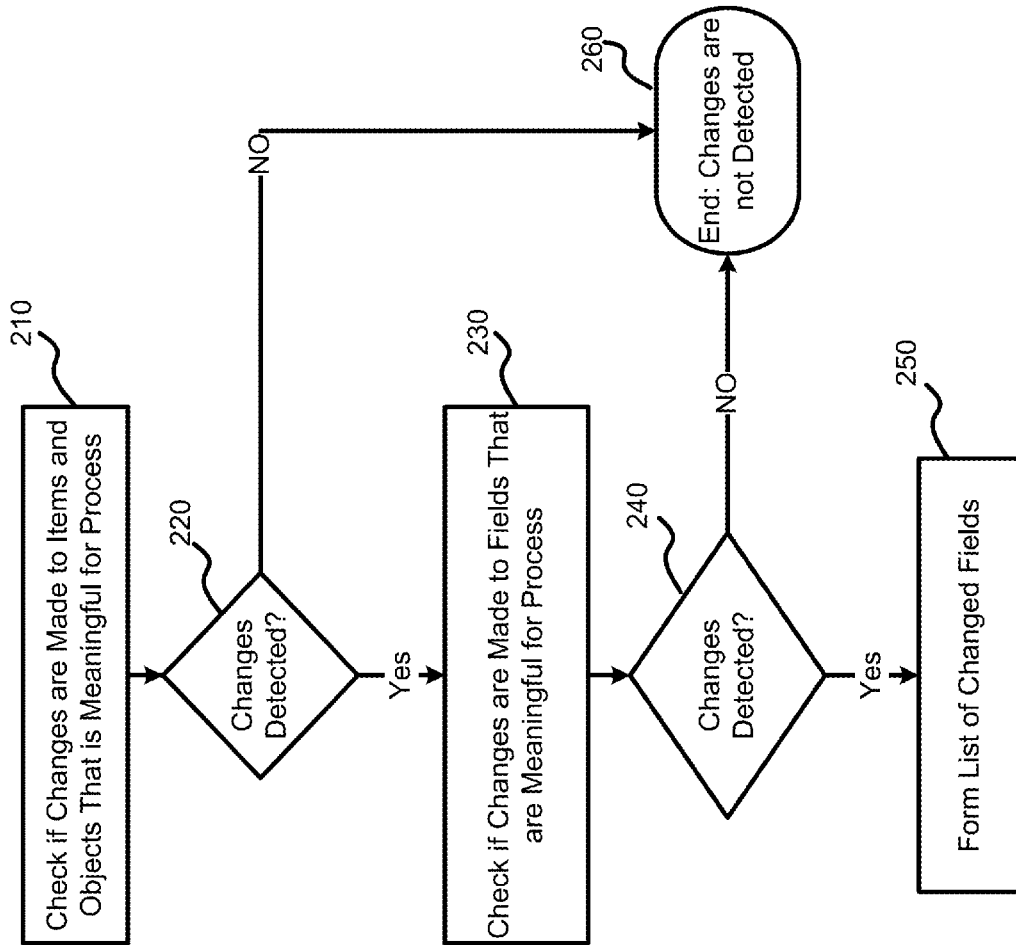 210
Check if Changes are Made to Items and
Objects That is Meaningful for Process
220
Changes
Detected?
NO
Yes
230
Check if Changes are Made to Fields That
are Meaningful for Process
240
Changes
Detected?
NO
Yes
250
Form List of Changed Fields
260
End: Changes are
not Detected